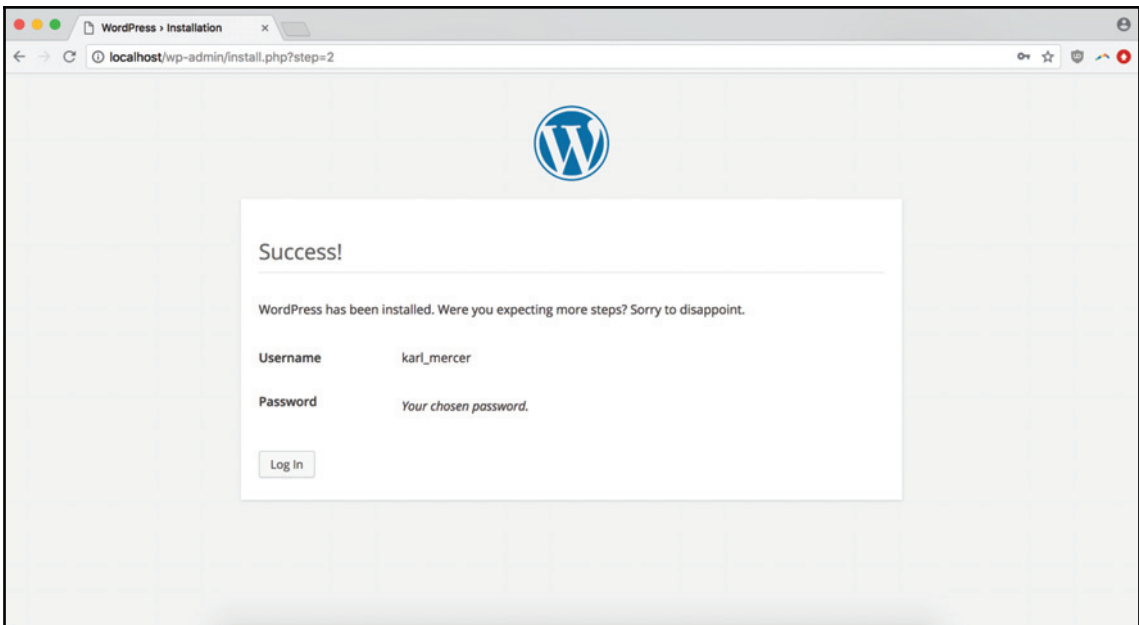 WordPress › Installation
localhost/wp-admin/install.php?step=2
Success!
WordPress has been installed. Were you expecting more steps? Sorry to disappoint.
Username karl_mercer
Password Your chosen password.
Log In